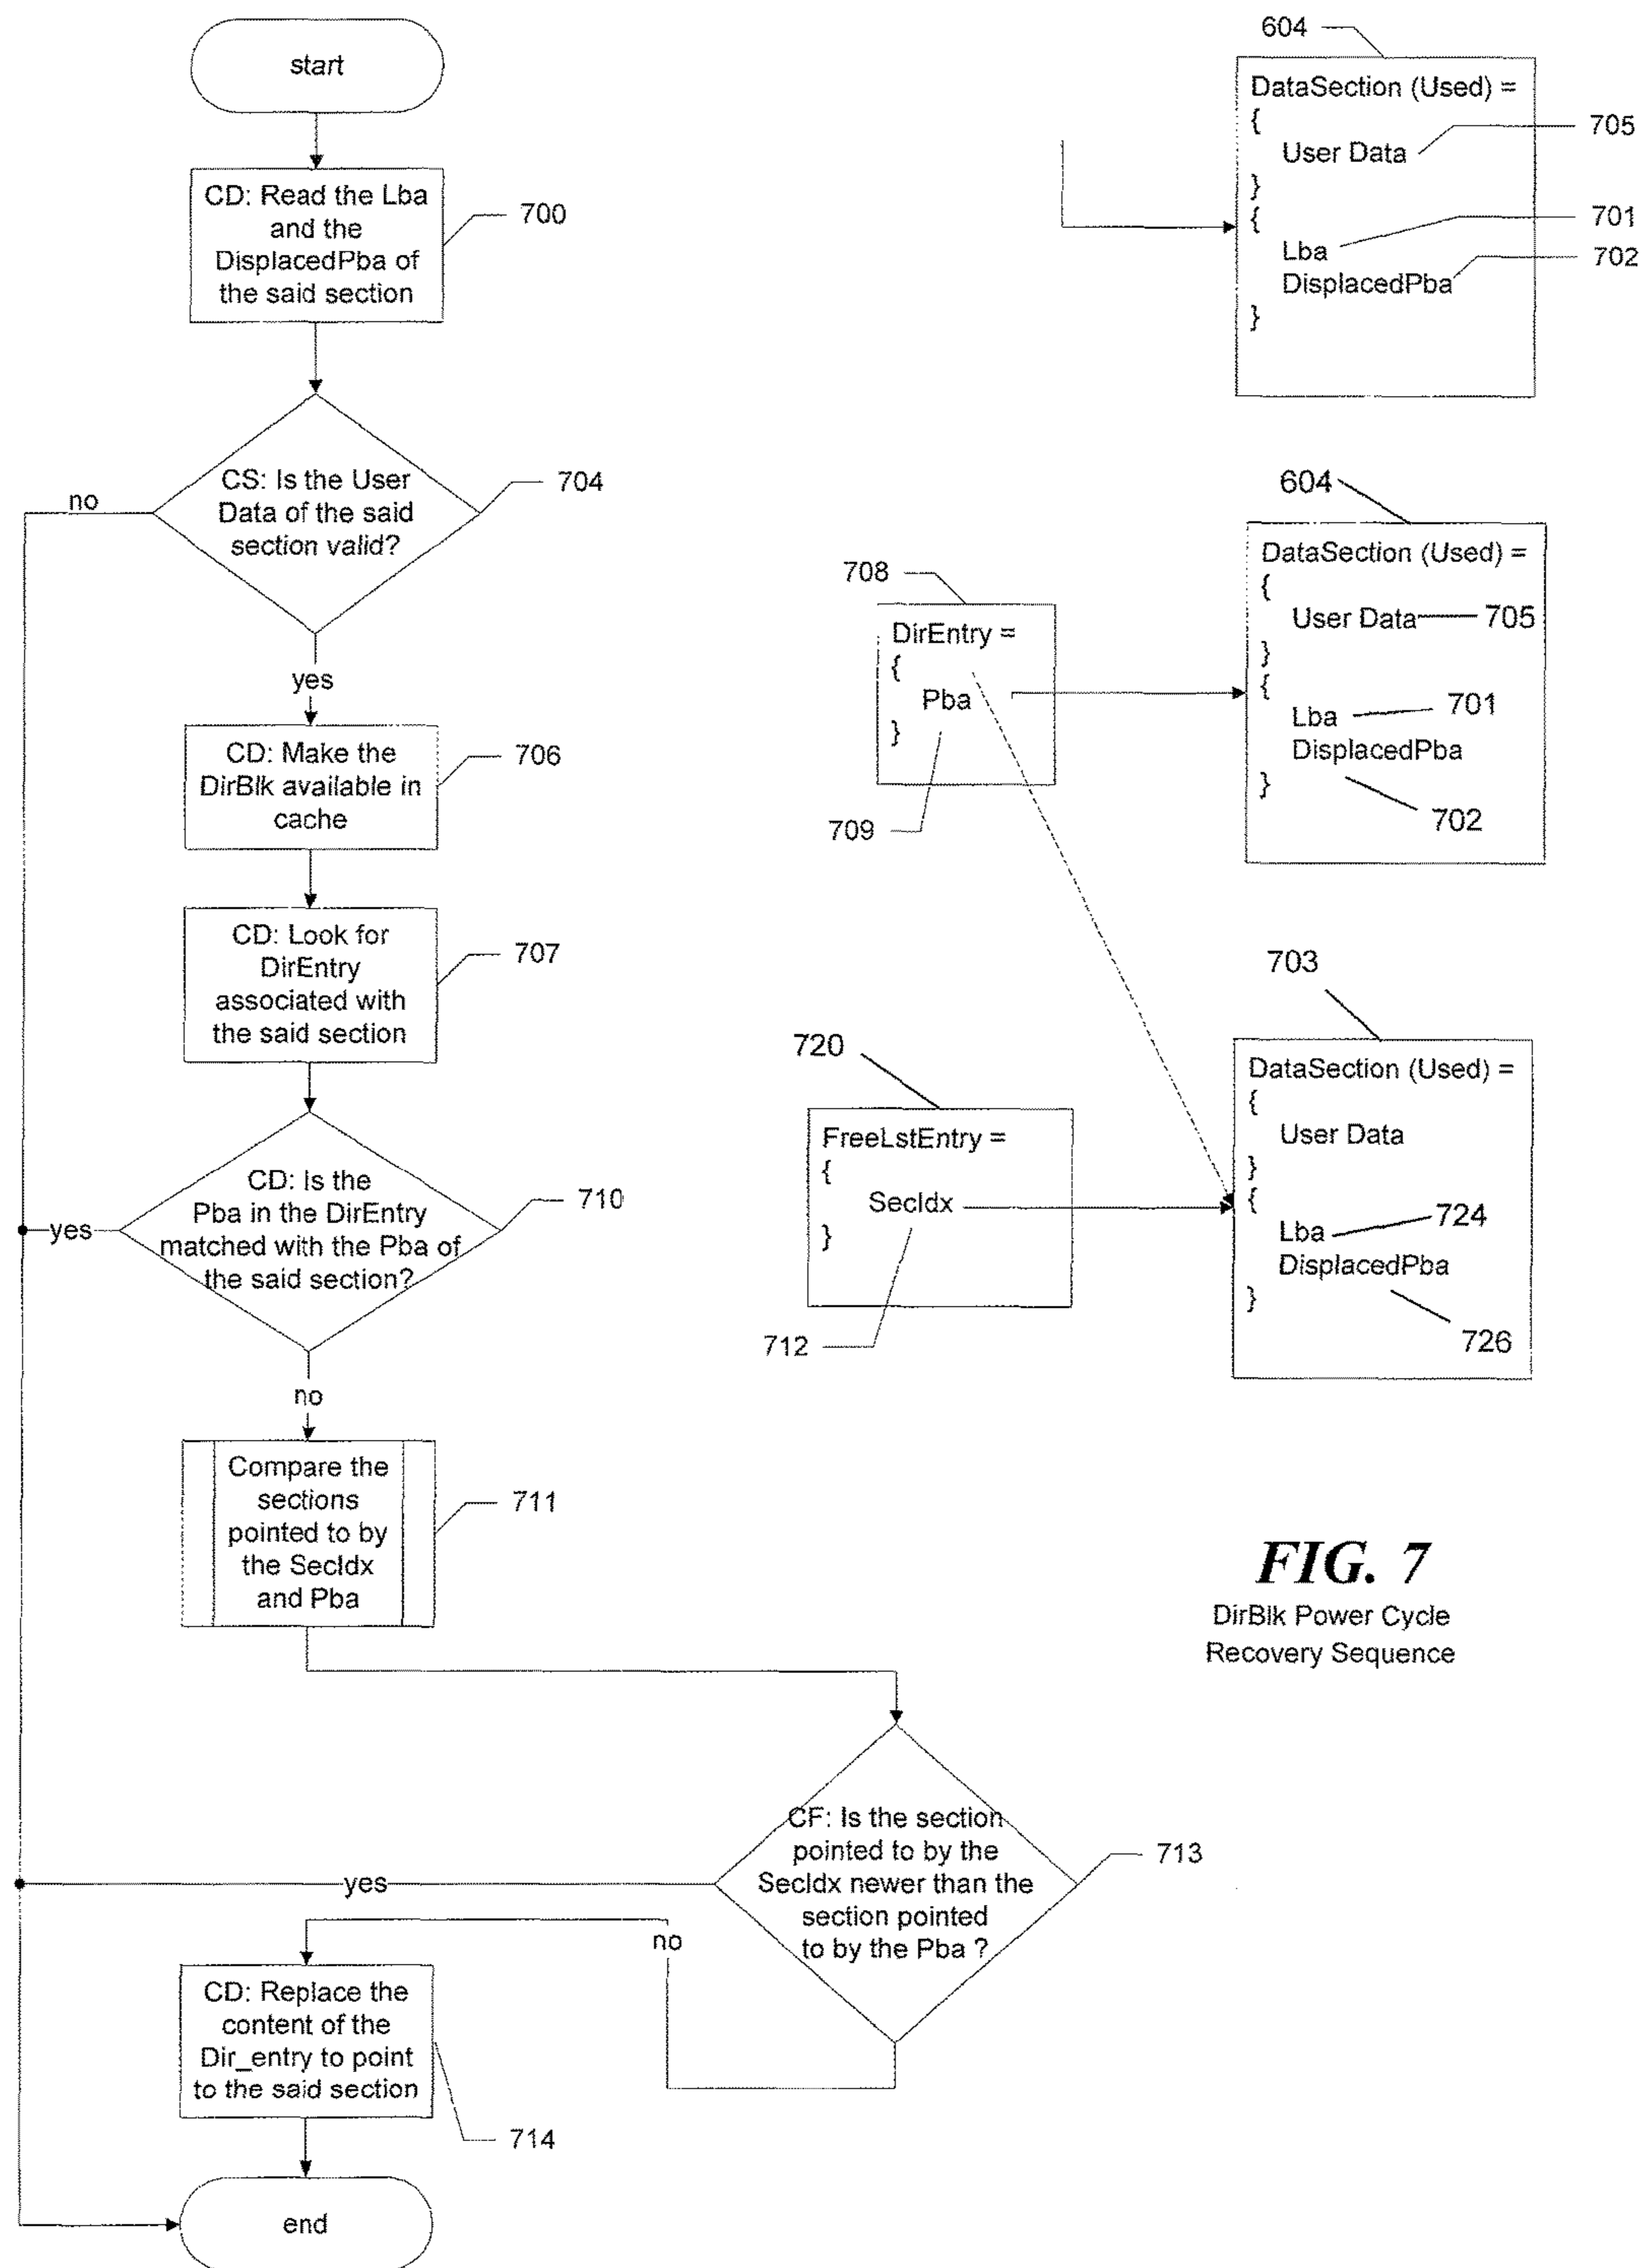 start
CD: Read the Lba
and the
DisplacedPba of
the said section
700
CS: Is the User
Data of the said
section valid?
704
no
yes
CD: Make the
DirBlk available in
cache
706
CD: Look for
DirEntry
associated with
the said section
707
CD: Is the
Pba in the DirEntry
matched with the Pba of
the said section?
710
yes
no
Compare the
sections
pointed to by
the SecIdx
and Pba
711
CF: Is the section
pointed to by the
SecIdx newer than the
section pointed
to by the Pba ?
713
yes
no
CD: Replace the
content of the
Dir_entry to point
to the said section
714
end
604
DataSection (Used) =
{
User Data
705
}
{
Lba
701
DisplacedPba
702
}
604
DataSection (Used) =
{
User Data
705
}
{
Lba
701
DisplacedPba
}
702
708
DirEntry =
{
Pba
}
709
703
DataSection (Used) =
{
User Data
}
{
Lba
724
DisplacedPba
}
726
720
FreeLstEntry =
{
SecIdx
}
712
FIG. 7
DirBlk Power Cycle
Recovery Sequence